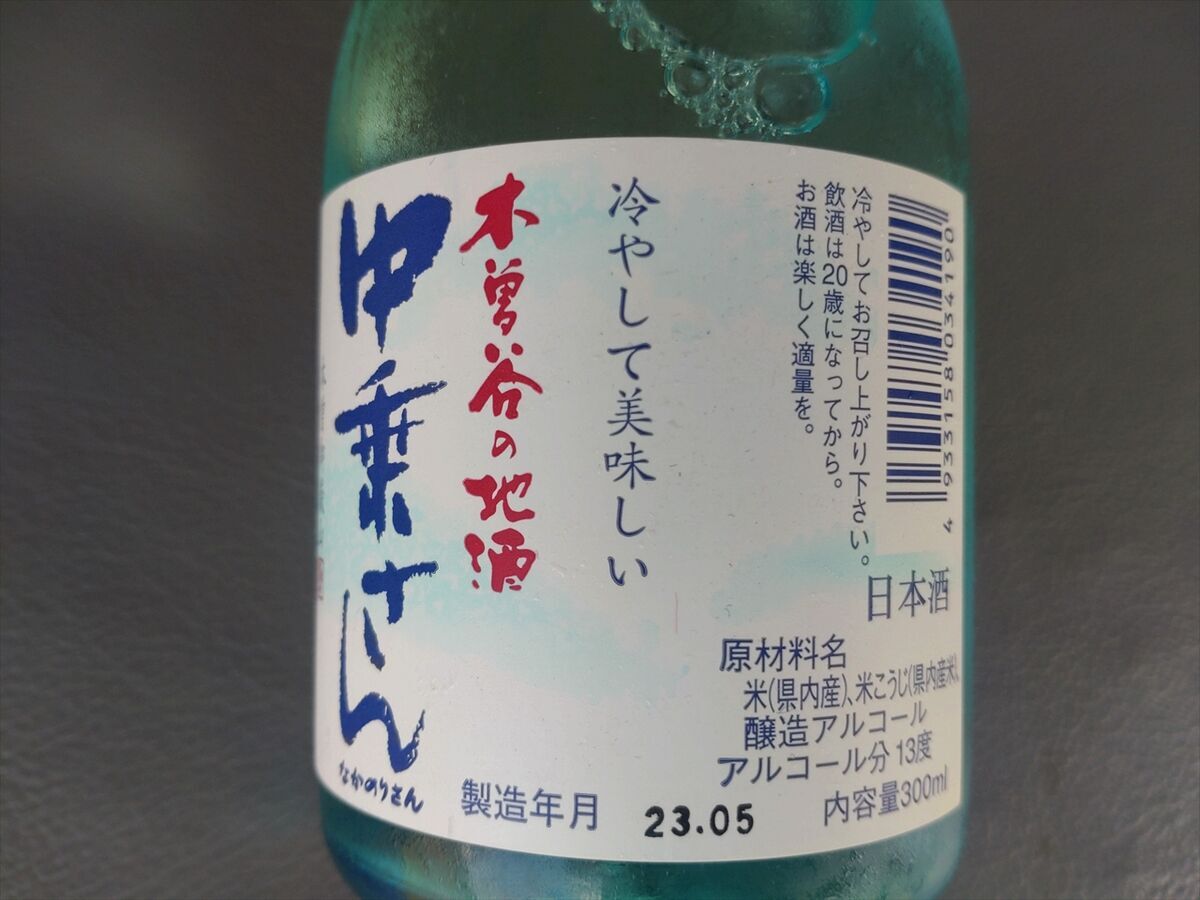 4933158034190
冷やしてお召し上がり下さい。
飲酒は20歳になってから。
お酒は楽しく適量を。
冷やして美味しい
木曽谷の地酒
中乗さん
なかのりさん
日本酒
原材料名
米(県内産)、米こうじ(県内産米)、
醸造アルコール
アルコール分 13度
製造年月 23.05
内容量300ml